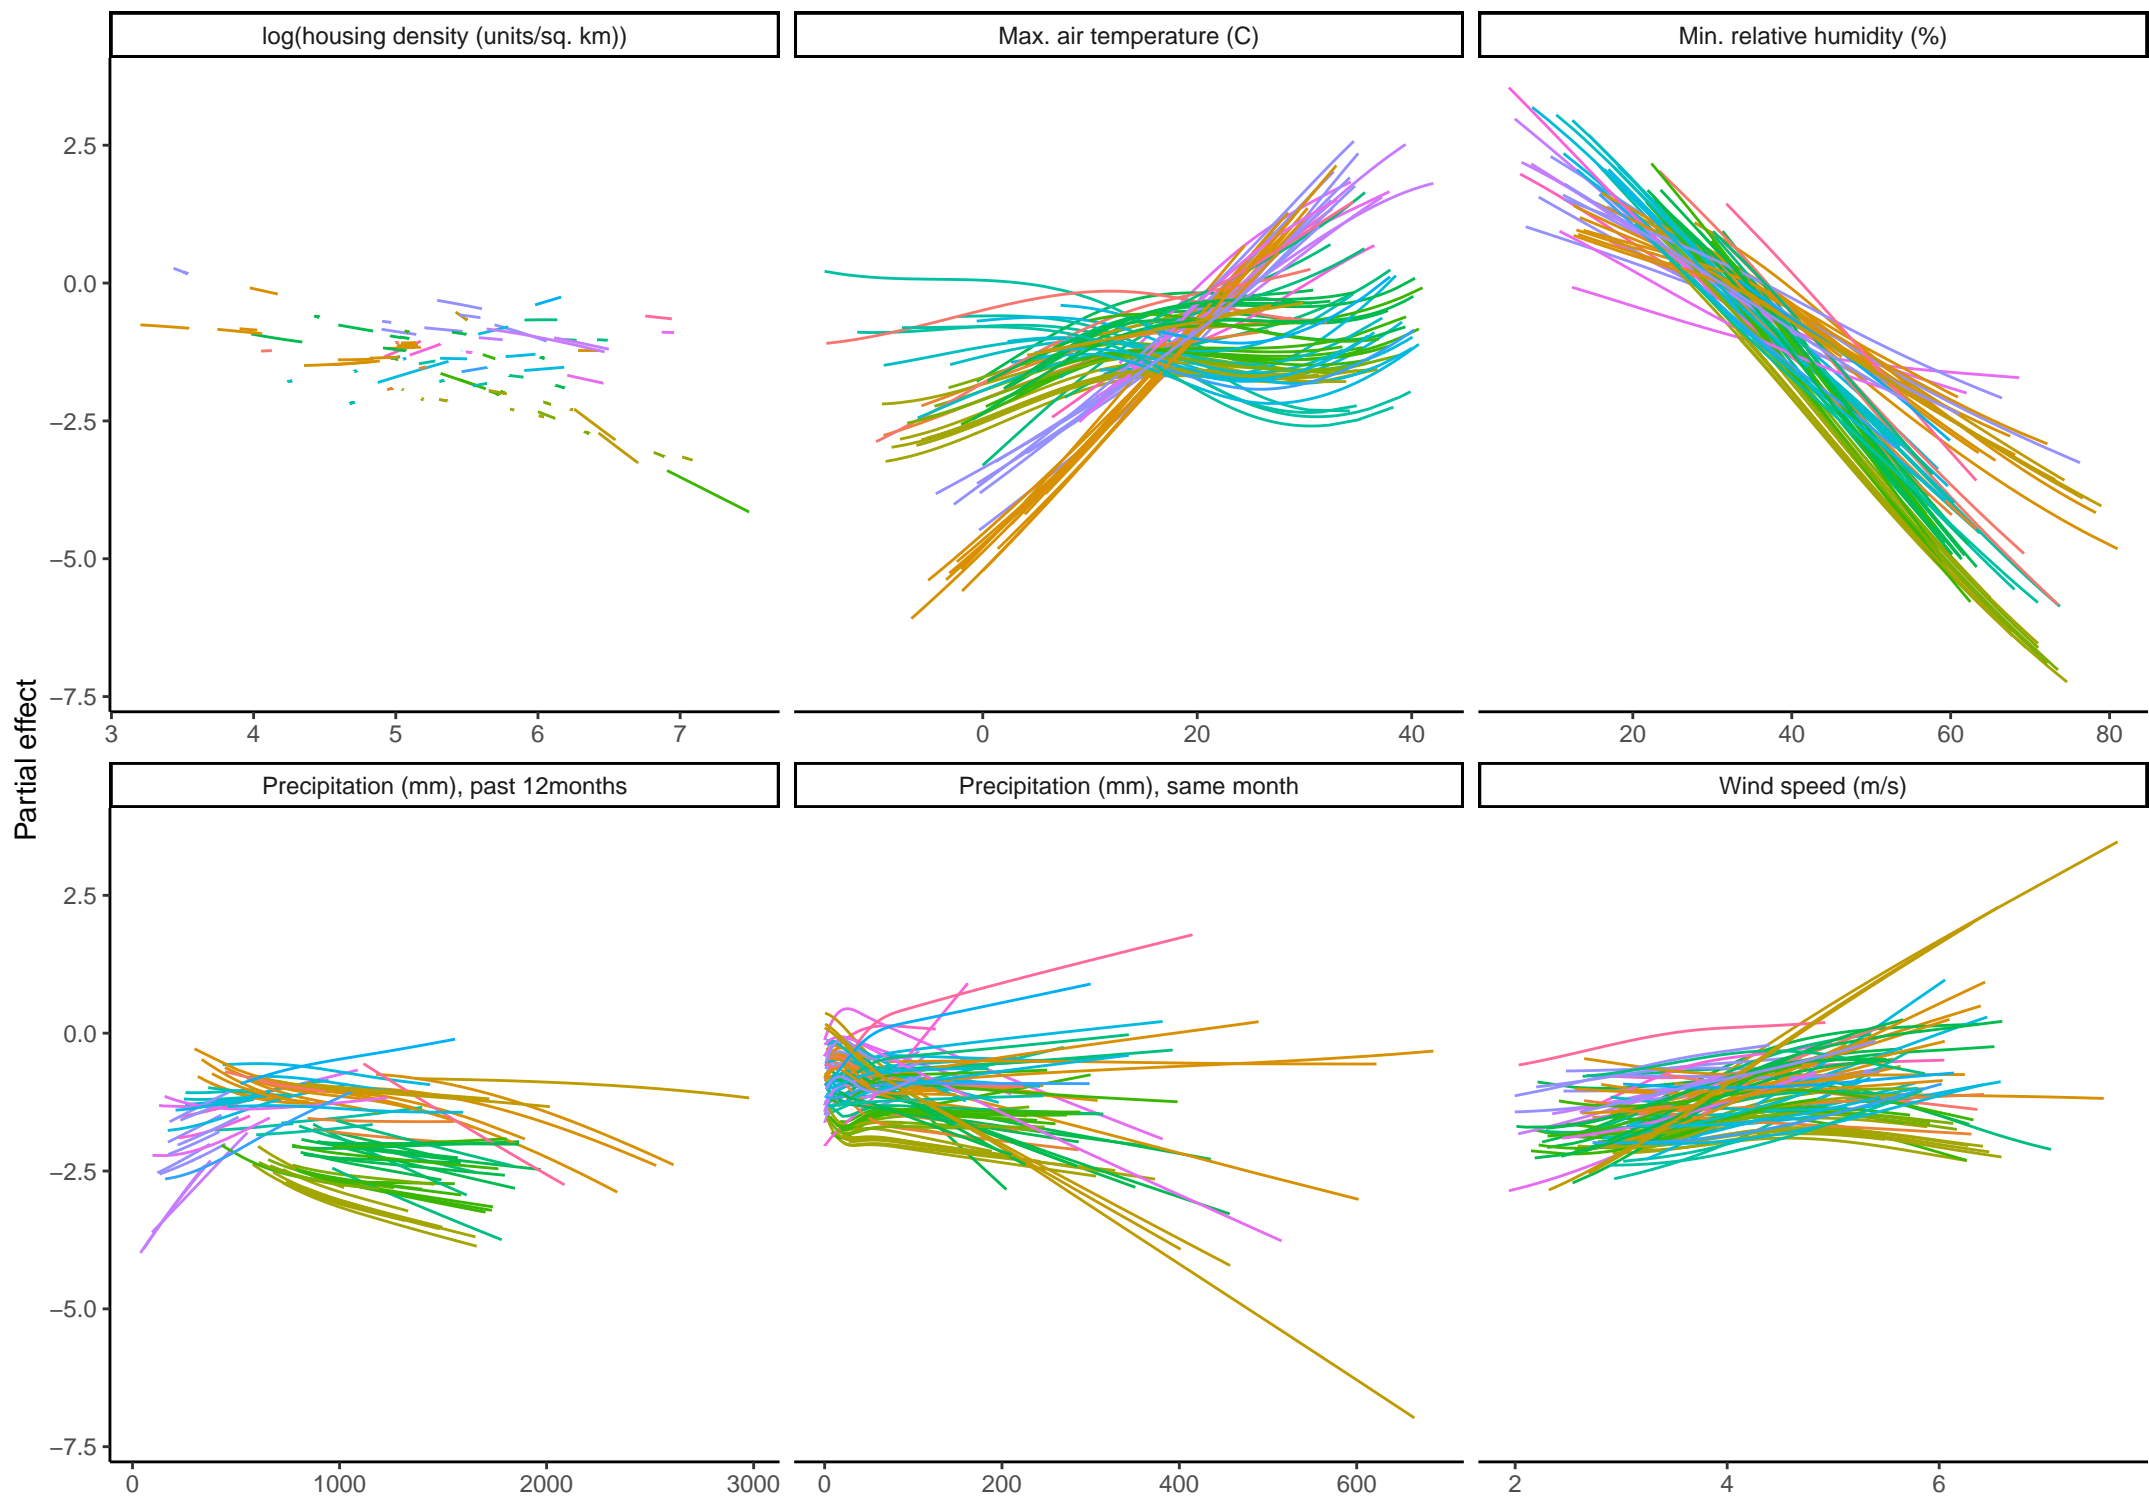 log(housing density (units/sq. km))
Max. air temperature (C)
Min. relative humidity (%)
2.5
0.0
−2.5
−5.0
−7.5
3 4 5 6 7
0 20 40
20 40 60 80
Partial effect
Precipitation (mm), past 12months
Precipitation (mm), same month
Wind speed (m/s)
2.5
0.0
−2.5
−5.0
−7.5
0 1000 2000 3000
0 200 400 600
2 4 6